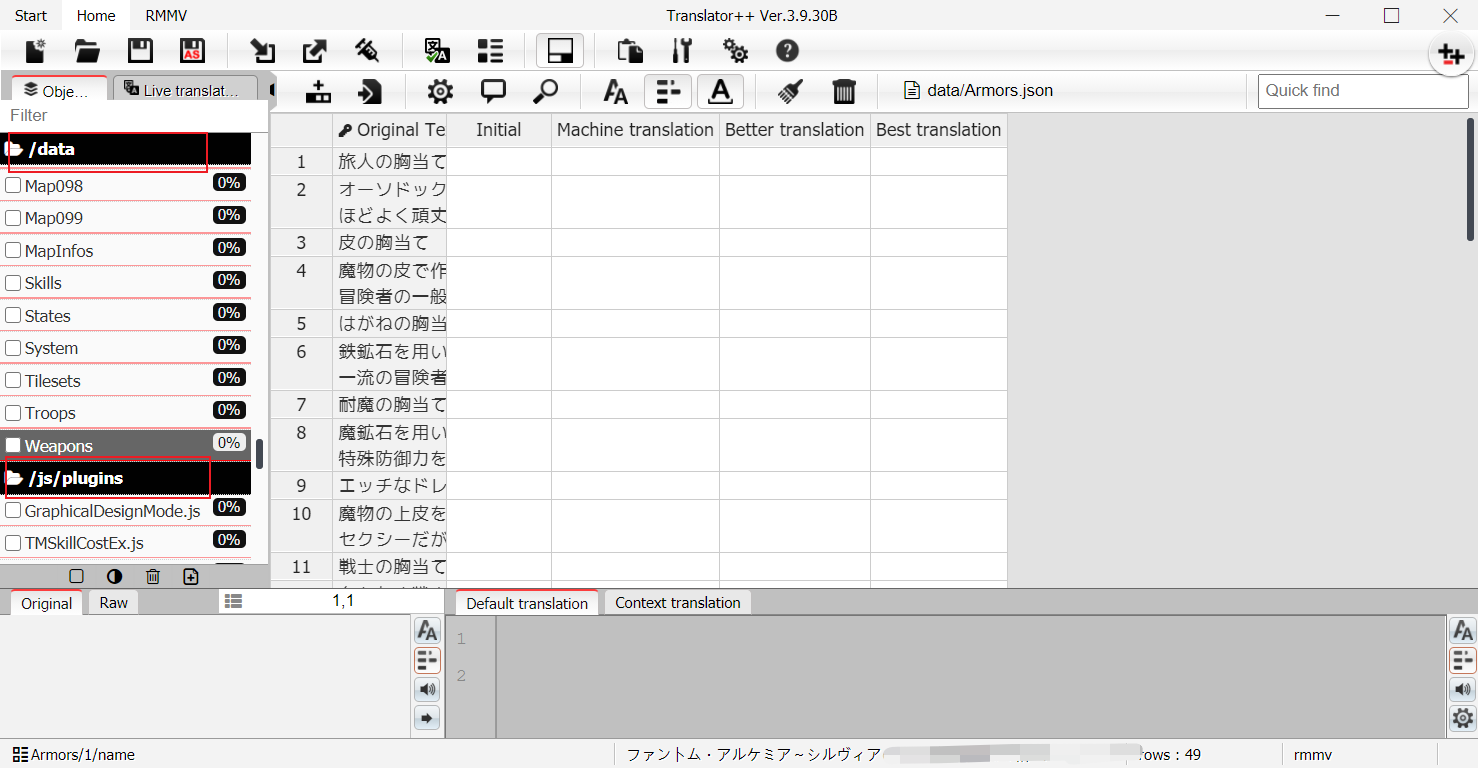 Start Home RMMV Translator++ Ver.3.9.30B
AS
Obje... Live translat... data/Armors.json Quick find
Filter
Original Te Initial Machine translation Better translation Best translation
/data
Map098 0%
Map099 0%
MapInfos 0%
Skills 0%
States 0%
System 0%
Tilesets 0%
Troops 0%
Weapons 0%
/js/plugins
GraphicalDesignMode.js 0%
TMSkillCostEx.js 0%
1 旅人の胸当て
2 オーソドック
ほどよく頑丈
3 皮の胸当て
4 魔物の皮で作
冒険者の一般
5 はがねの胸当
6 鉄鉱石を用い
一流の冒険者
7 耐魔の胸当て
8 魔鉱石を用い
特殊防御力を
9 エッチなドレ
10 魔物の上皮を
セクシーだが
11 戦士の胸当て
Original Raw 1,1 Default translation Context translation
1
2
Armors/1/name ファントム・アルケミア～シルヴィア rows : 49 rmmv